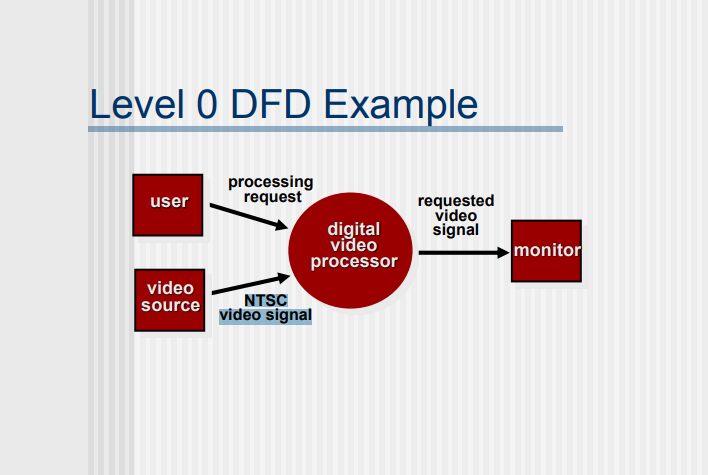 Level 0 DFD Example
user
processing
request
digital
video
processor
requested
video
signal
monitor
video
source
NTSC
video signal